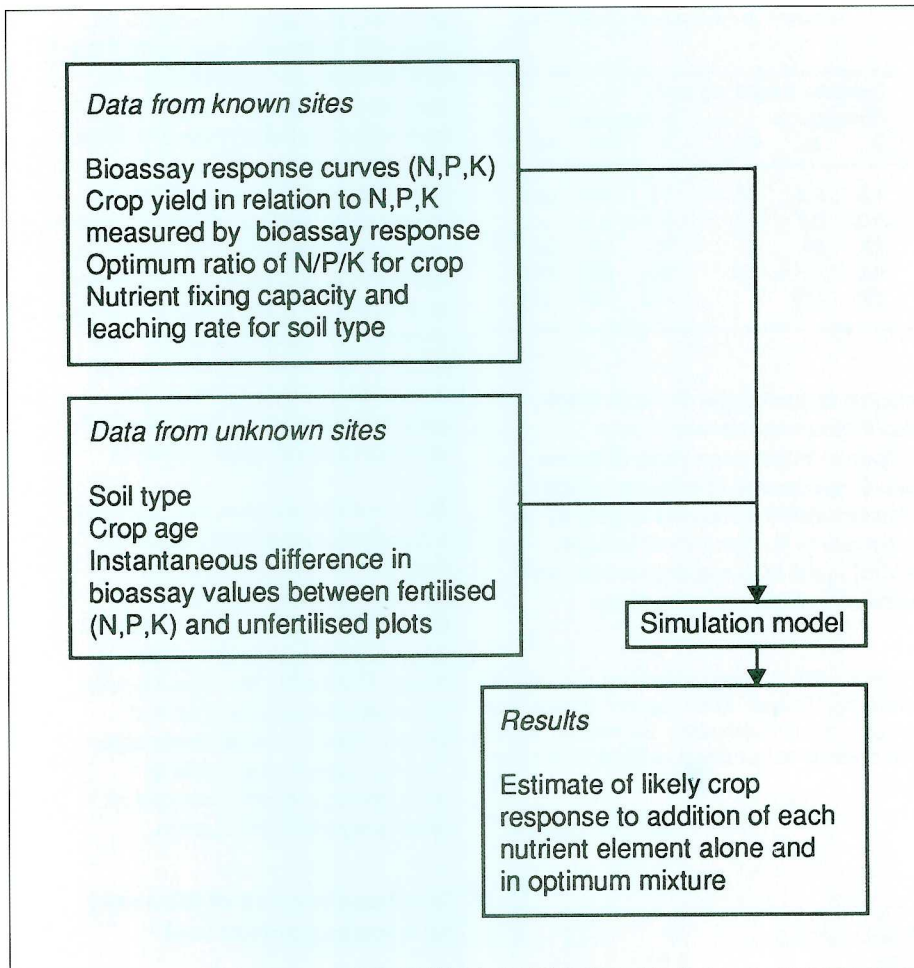 Data from known sites
Bioassay response curves (N,P,K)
Crop yield in relation to N,P,K
measured by bioassay response
Optimum ratio of N/P/K for crop
Nutrient fixing capacity and
leaching rate for soil type
Data from unknown sites
Soil type
Crop age
Instantaneous difference in
bioassay values between fertilised
(N,P,K) and unfertilised plots
Simulation model
Results
Estimate of likely crop
response to addition of each
nutrient element alone and
in optimum mixture